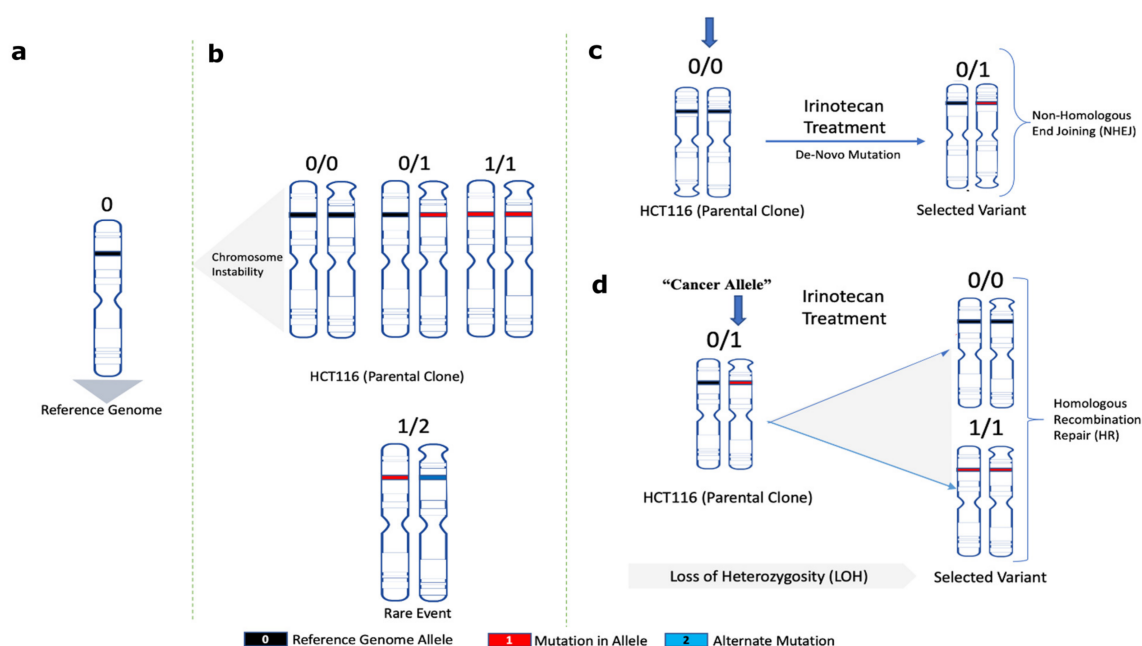 a
0
Reference Genome
b
0/0
0/1
1/1
Chromosome
Instability
HCT116 (Parental Clone)
1/2
Rare Event
c
0/0
HCT116 (Parental Clone)
Irinotecan
Treatment
De-Novo Mutation
0/1
Selected Variant
Non-Homologous
End Joining (NHEJ)
d
“Cancer Allele”
0/1
HCT116 (Parental Clone)
Irinotecan
Treatment
0/0
1/1
Selected Variant
Homologous
Recombination
Repair (HR)
Loss of Heterozygosity (LOH)
0 Reference Genome Allele
1 Mutation in Allele
2 Alternate Mutation